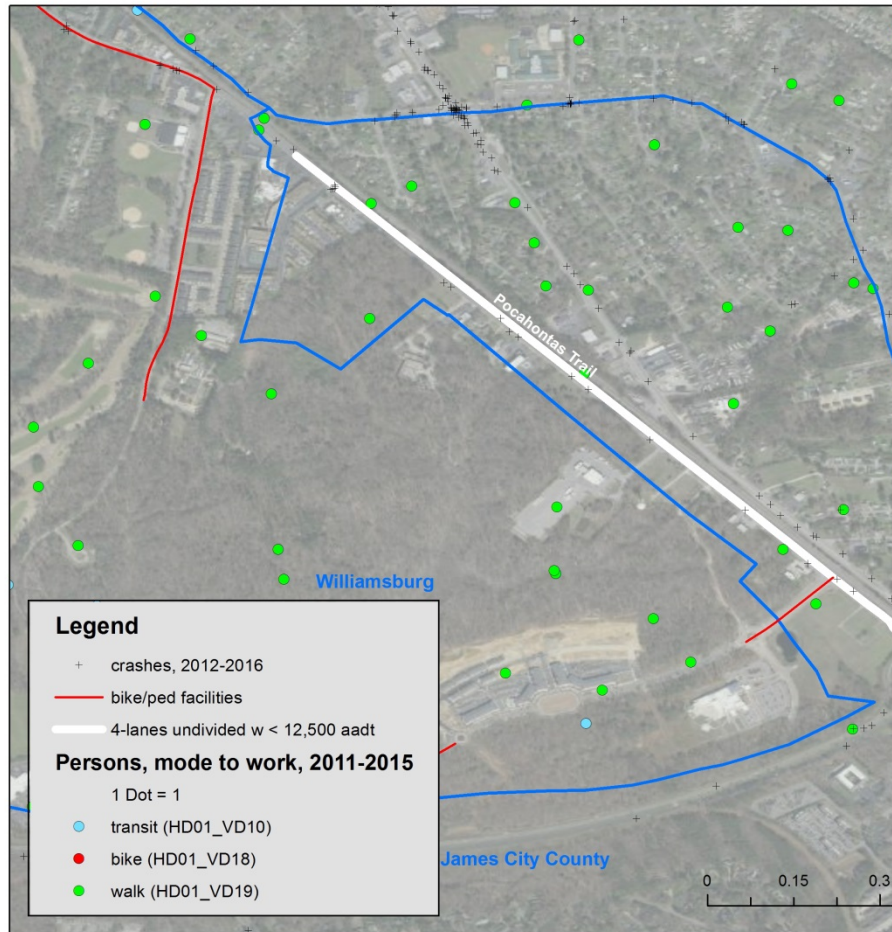 Pocahontas Trail
Williamsburg
Legend
crashes, 2012-2016
bike/ped facilities
4-lanes undivided w < 12,500 aadt
Persons, mode to work, 2011-2015
1 Dot = 1
transit (HD01_VD10)
bike (HD01_VD18)
walk (HD01_VD19)
James City County
0 0.15 0.3